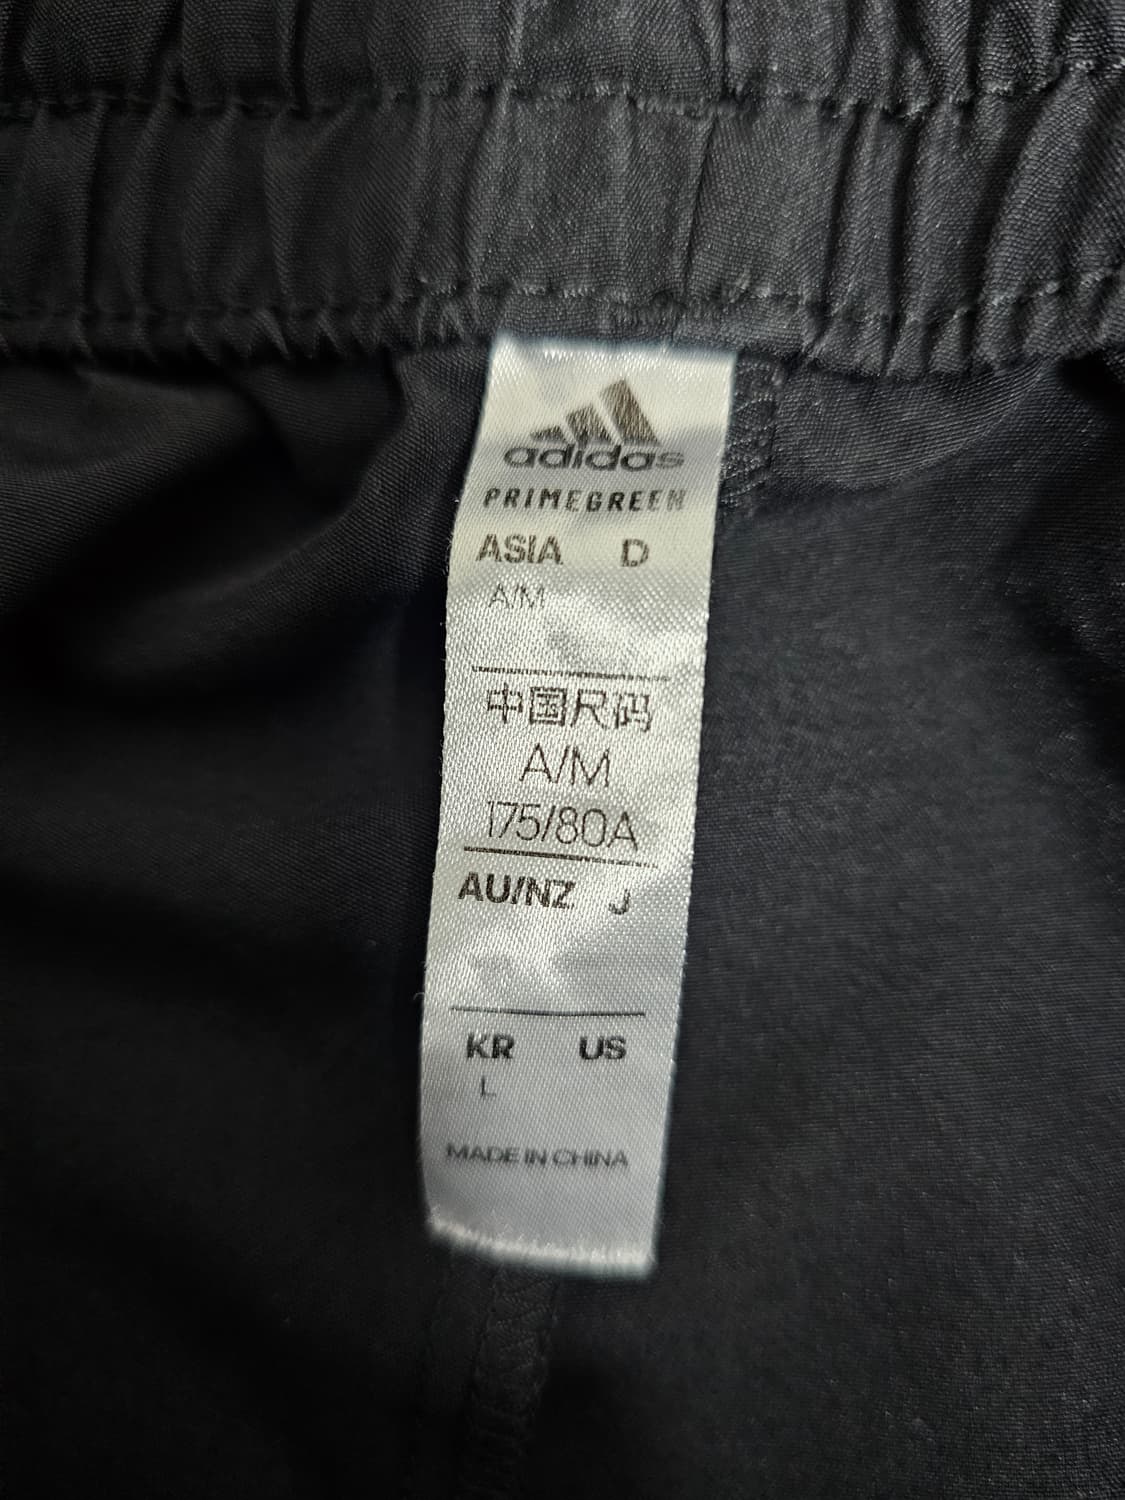 adidas
PRIMEGREEN
ASIA D
A/M
中国尺码
A/M
175/80A
AU/NZ J
KR US
L
MADE IN CHINA